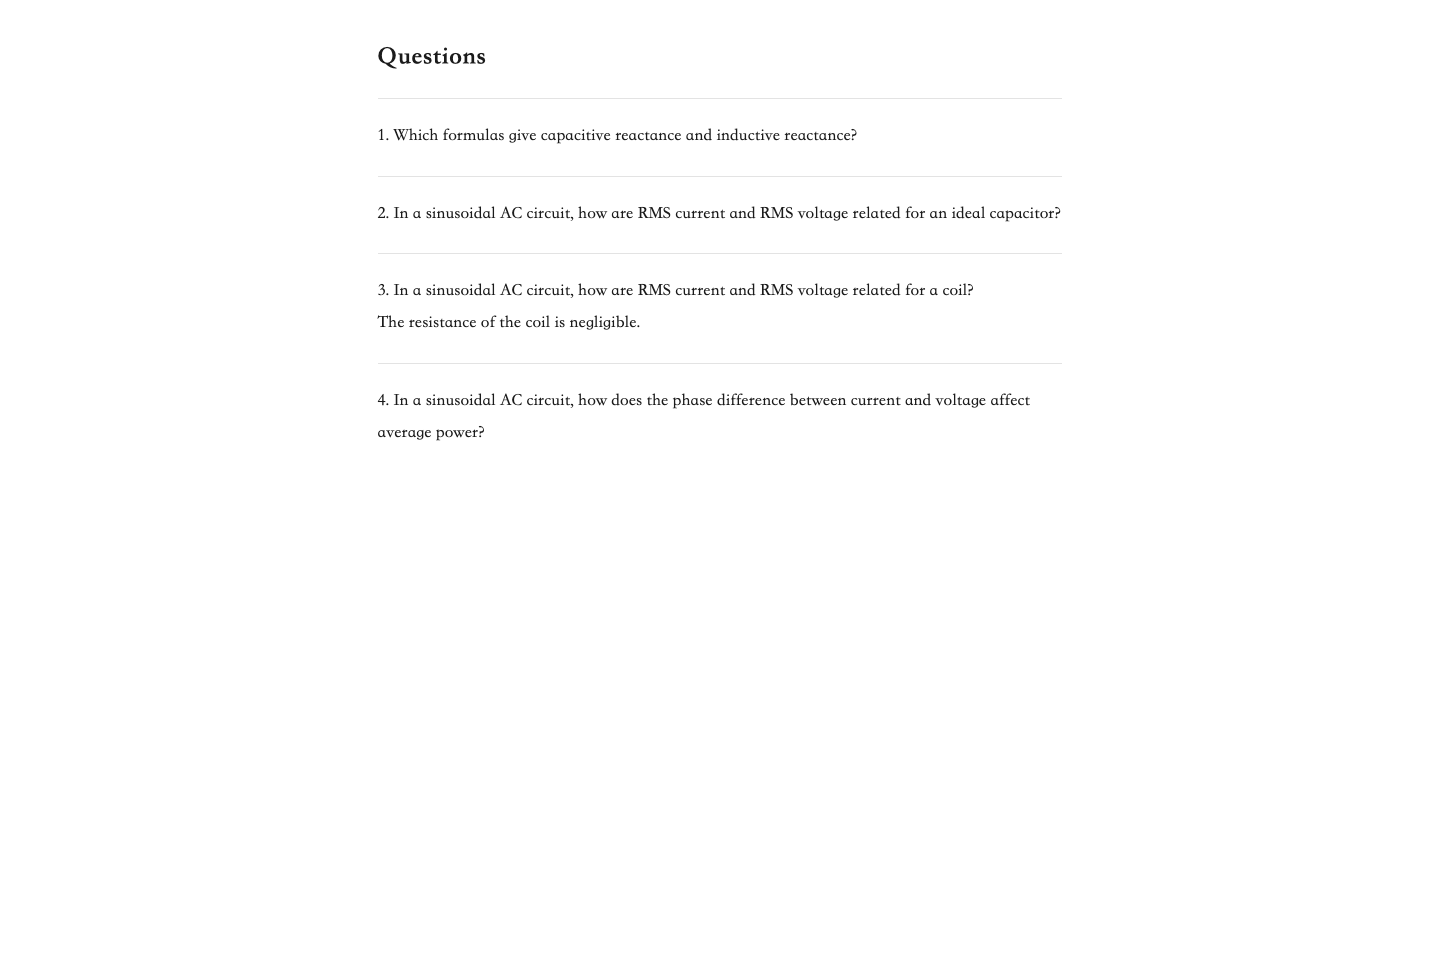 Questions
1. Which formulas give capacitive reactance and inductive reactance?
2. In a sinusoidal AC circuit, how are RMS current and RMS voltage related for an ideal capacitor?
3. In a sinusoidal AC circuit, how are RMS current and RMS voltage related for a coil?
The resistance of the coil is negligible.
4. In a sinusoidal AC circuit, how does the phase difference between current and voltage affect
average power?